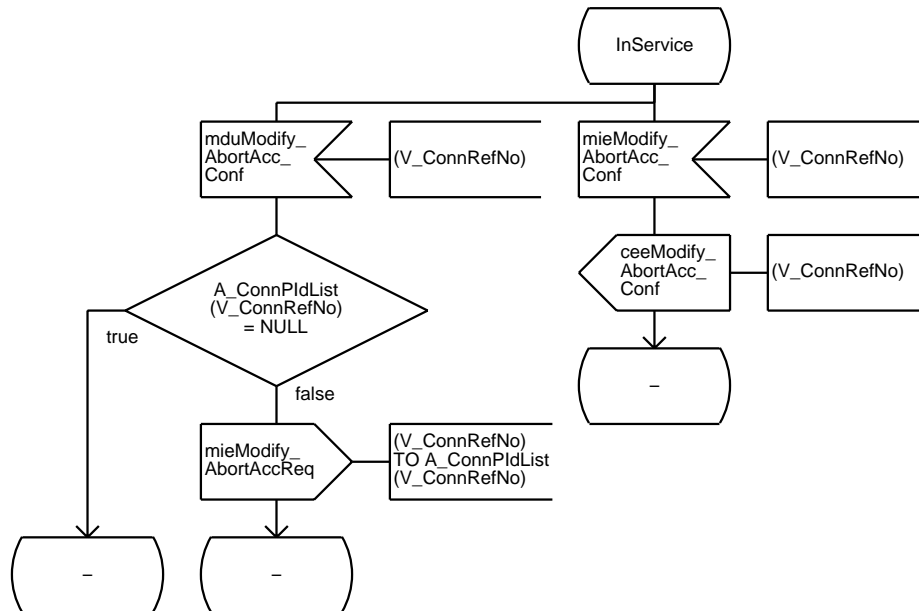 InService
mduModify_
AbortAcc_
Conf
(V_ConnRefNo)
mieModify_
AbortAcc_
Conf
(V_ConnRefNo)
A_ConnPIdList
(V_ConnRefNo)
= NULL
true
false
ceeModify_
AbortAcc_
Conf
(V_ConnRefNo)
–
mieModify_
AbortAccReq
(V_ConnRefNo)
TO A_ConnPIdList
(V_ConnRefNo)
–
–